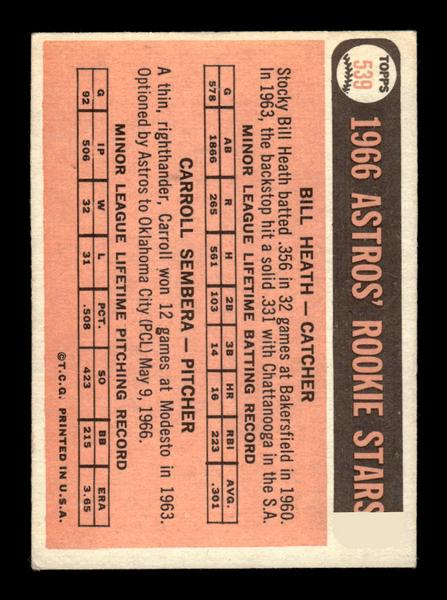 TOPPS
539
1966 ASTROS' ROOKIE STARS
BILL HEATH — CATCHER
Stocky Bill Heath batted .356 in 32 games at Bakersfield in 1960.
In 1963, the backstop hit a solid .331 with Chattanooga in the S.A.
MINOR LEAGUE LIFETIME BATTING RECORD
G AB R H 2B 3B HR RBI AVG.
578 1866 265 561 103 14 16 223 .301
CARROLL SEMBERA — PITCHER
A thin, righthander, Carroll won 12 games at Modesto in 1963.
Optioned by Astros to Oklahoma City (PCL) May 9, 1966.
MINOR LEAGUE LIFETIME PITCHING RECORD
G IP W L PCT. SO BB ERA
92 506 32 31 .508 423 215 3.65
©T.C.G. PRINTED IN U.S.A.